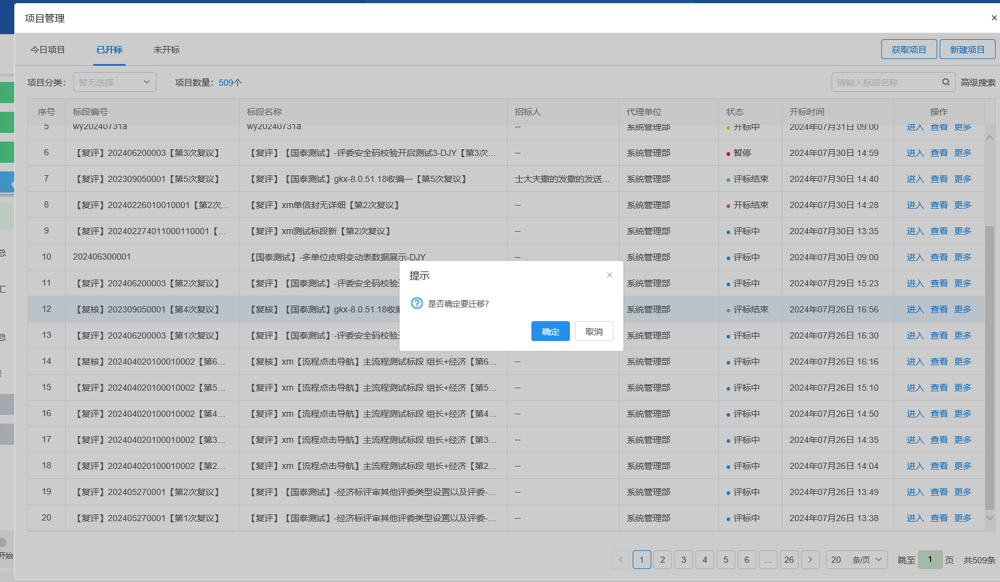 项目管理 ×
今日项目 已开标 未开标 获取项目 新建项目
项目分类： 暂无选择 项目数量：509个 请输入标段名称 高级搜索
序号 标段编号 标段名称 招标人 代理单位 状态 开标时间 操作
5 wy20240731a wy20240731a -- 系统管理部 开标中 2024年07月31日 09:00 进入 查看 更多
6 【复评】202406200003【第3次复议】 【复评】【国泰测试】-评委安全码校验开启测试3-DJY【第3次... -- 系统管理部 暂停 2024年07月30日 14:59 进入 查看 更多
7 【复评】202309050001【第5次复议】 【复评】【国泰测试】gkx-8.0.51.18收编一【第5次复议】 士大夫撒的发撒的发送... 系统管理部 评标结束 2024年07月30日 14:40 进入 查看 更多
8 【复评】20240226010010001【第2次... 【复评】xm单信封无详细【第2次复议】 -- 系统管理部 开标结束 2024年07月30日 14:28 进入 查看 更多
9 【复评】202402274011000110001【... 【复评】xm测试标段新【第2次复议】 -- 系统管理部 评标中 2024年07月30日 13:35 进入 查看 更多
10 202406300001 【国泰测试】-多单位皮明变动表数据展示-DJY -- 系统管理部 评标中 2024年07月30日 09:00 进入 查看 更多
11 【复评】202406200003【第2次复议】 【复评】【国泰测试】-评委安全码校验 系统管理部 评标中 2024年07月29日 15:23 进入 查看 更多
12 【复核】202309050001【第4次复议】 【复核】【国泰测试】gkx-8.0.51.18收 系统管理部 评标结束 2024年07月26日 16:56 进入 查看 更多
13 【复评】202406200003【第1次复议】 【复评】【国泰测试】-评委安全码校验 系统管理部 评标中 2024年07月26日 16:30 进入 查看 更多
14 【复核】202404020100010002【第6... 【复核】xm【流程点击导航】主流程测试标段 组长+经济【第6... -- 系统管理部 评标中 2024年07月26日 16:16 进入 查看 更多
15 【复评】202404020100010002【第5... 【复评】xm【流程点击导航】主流程测试标段 组长+经济【第5... -- 系统管理部 评标中 2024年07月26日 15:10 进入 查看 更多
16 【复评】202404020100010002【第4... 【复评】xm【流程点击导航】主流程测试标段 组长+经济【第4... -- 系统管理部 评标中 2024年07月26日 14:50 进入 查看 更多
17 【复评】202404020100010002【第3... 【复评】xm【流程点击导航】主流程测试标段 组长+经济【第3... -- 系统管理部 评标中 2024年07月26日 14:35 进入 查看 更多
18 【复评】202404020100010002【第2... 【复评】xm【流程点击导航】主流程测试标段 组长+经济【第2... -- 系统管理部 评标中 2024年07月26日 14:04 进入 查看 更多
19 【复评】202405270001【第2次复议】 【复评】【国泰测试】-经济标评审其他评委类型设置以及评委-... -- 系统管理部 评标中 2024年07月26日 13:49 进入 查看 更多
20 【复评】202405270001【第1次复议】 【复评】【国泰测试】-经济标评审其他评委类型设置以及评委-... -- 系统管理部 评标中 2024年07月26日 13:38 进入 查看 更多
提示 ×
是否确定要迁移?
确定 取消
总
汇
总
开始
< 1 2 3 4 5 6 ... 26 > 20 条/页 跳至 1 页 共509条